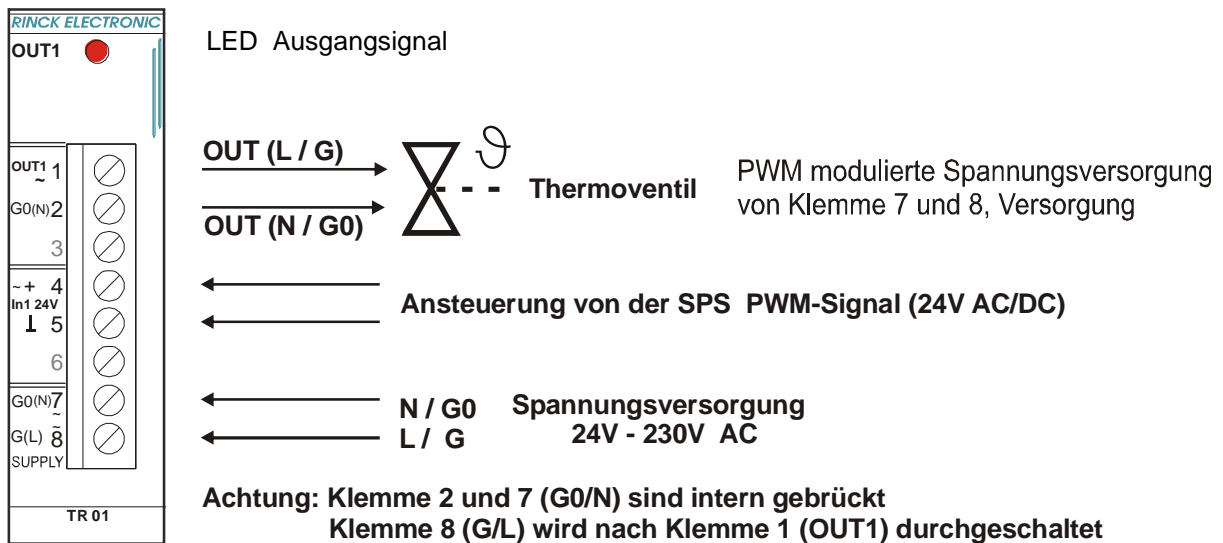 RINCK ELECTRONIC
OUT1
LED Ausgangsignal
OUT1 ~ 1
OUT (L / G)
G0(N) 2
OUT (N / G0)
Thermoventil
PWM modulierte Spannungsversorgung
von Klemme 7 und 8, Versorgung
3
~ + 4
In1 24V
⊥ 5
Ansteuerung von der SPS PWM-Signal (24V AC/DC)
6
G0(N) 7
~
N / G0 Spannungsversorgung
~
G(L) 8
L / G 24V - 230V AC
SUPPLY
Achtung: Klemme 2 und 7 (G0/N) sind intern gebrückt
Klemme 8 (G/L) wird nach Klemme 1 (OUT1) durchgeschaltet
TR 01